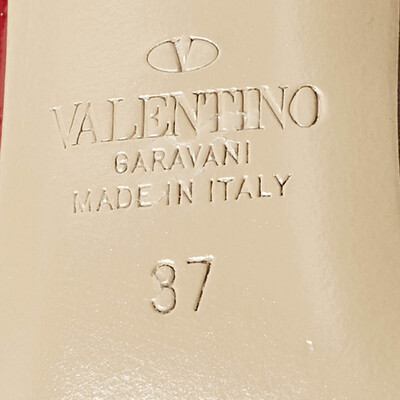 V
VALENTINO
GARAVANI
MADE IN ITALY
37